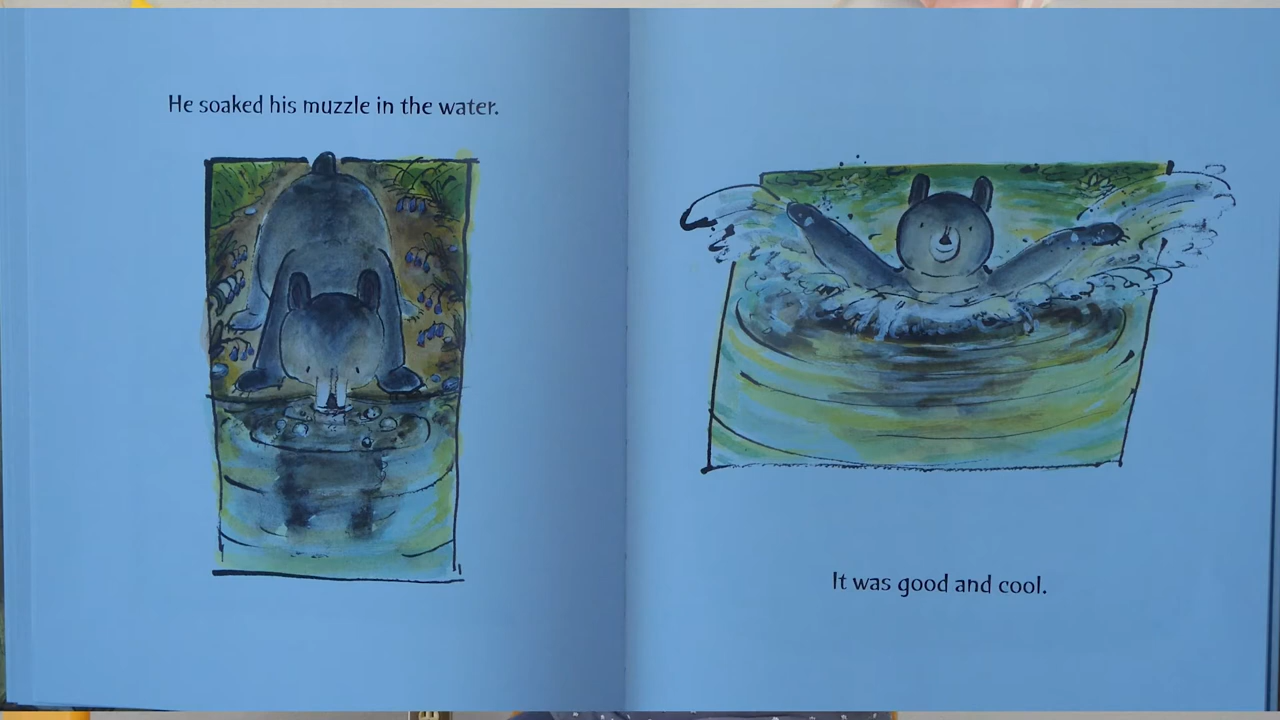 He soaked his muzzle in the water.
It was good and cool.